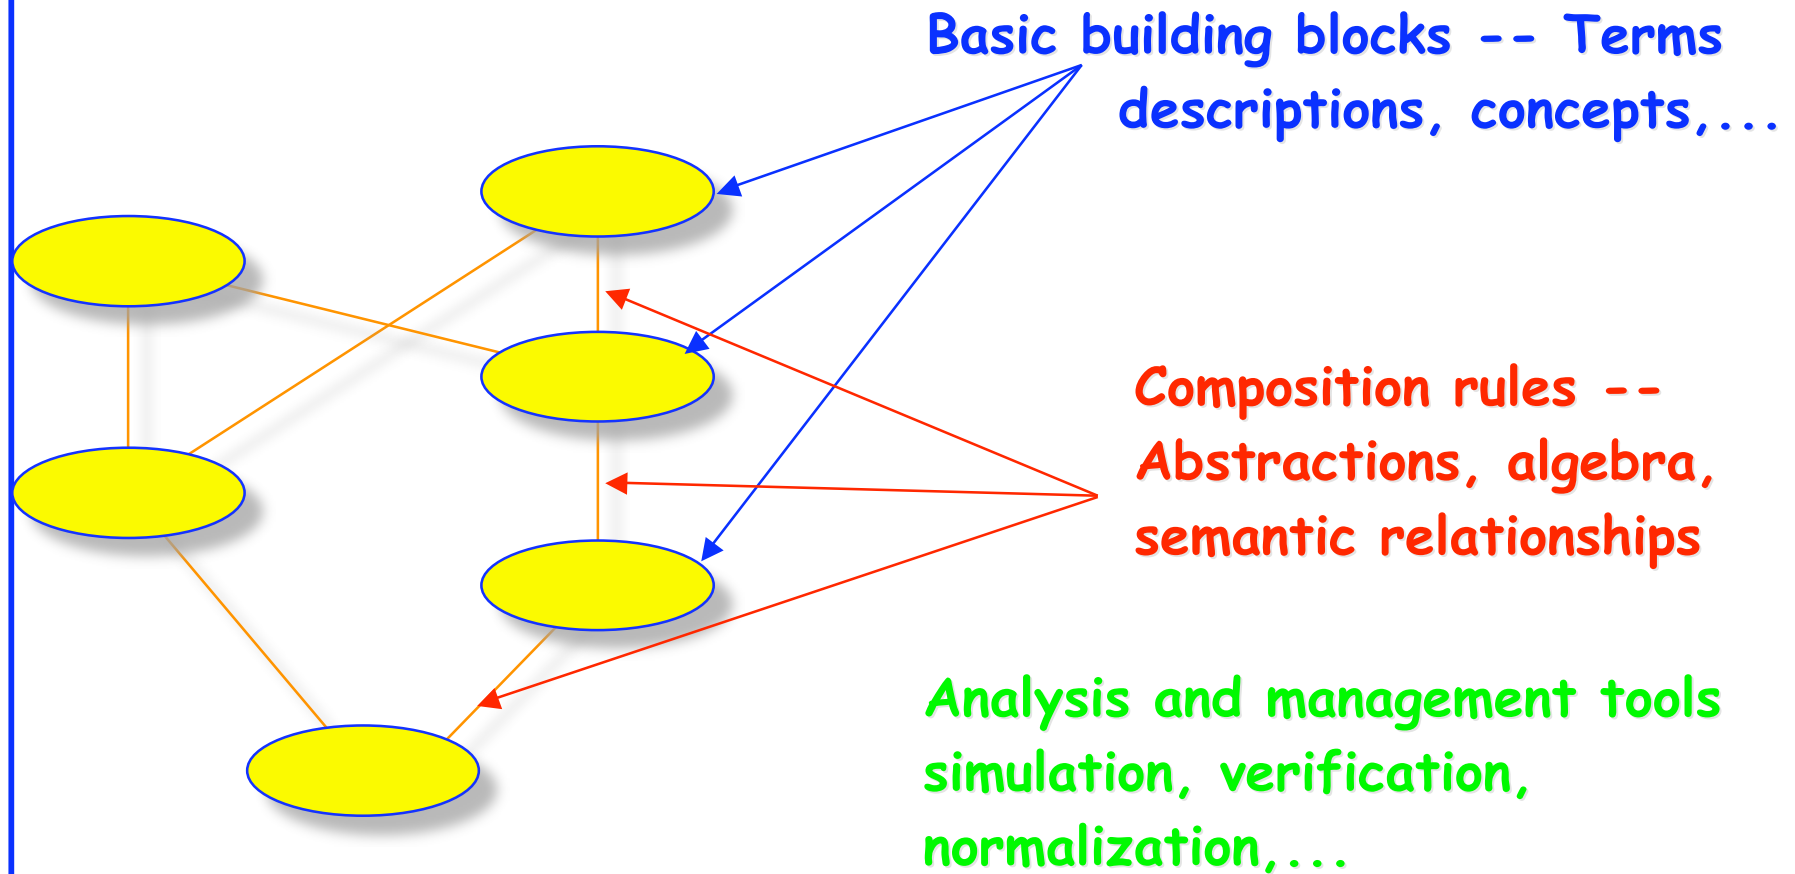 Basic building blocks -- Terms
descriptions, concepts,...
Composition rules --
Abstractions, algebra,
semantic relationships
Analysis and management tools
simulation, verification,
normalization,...